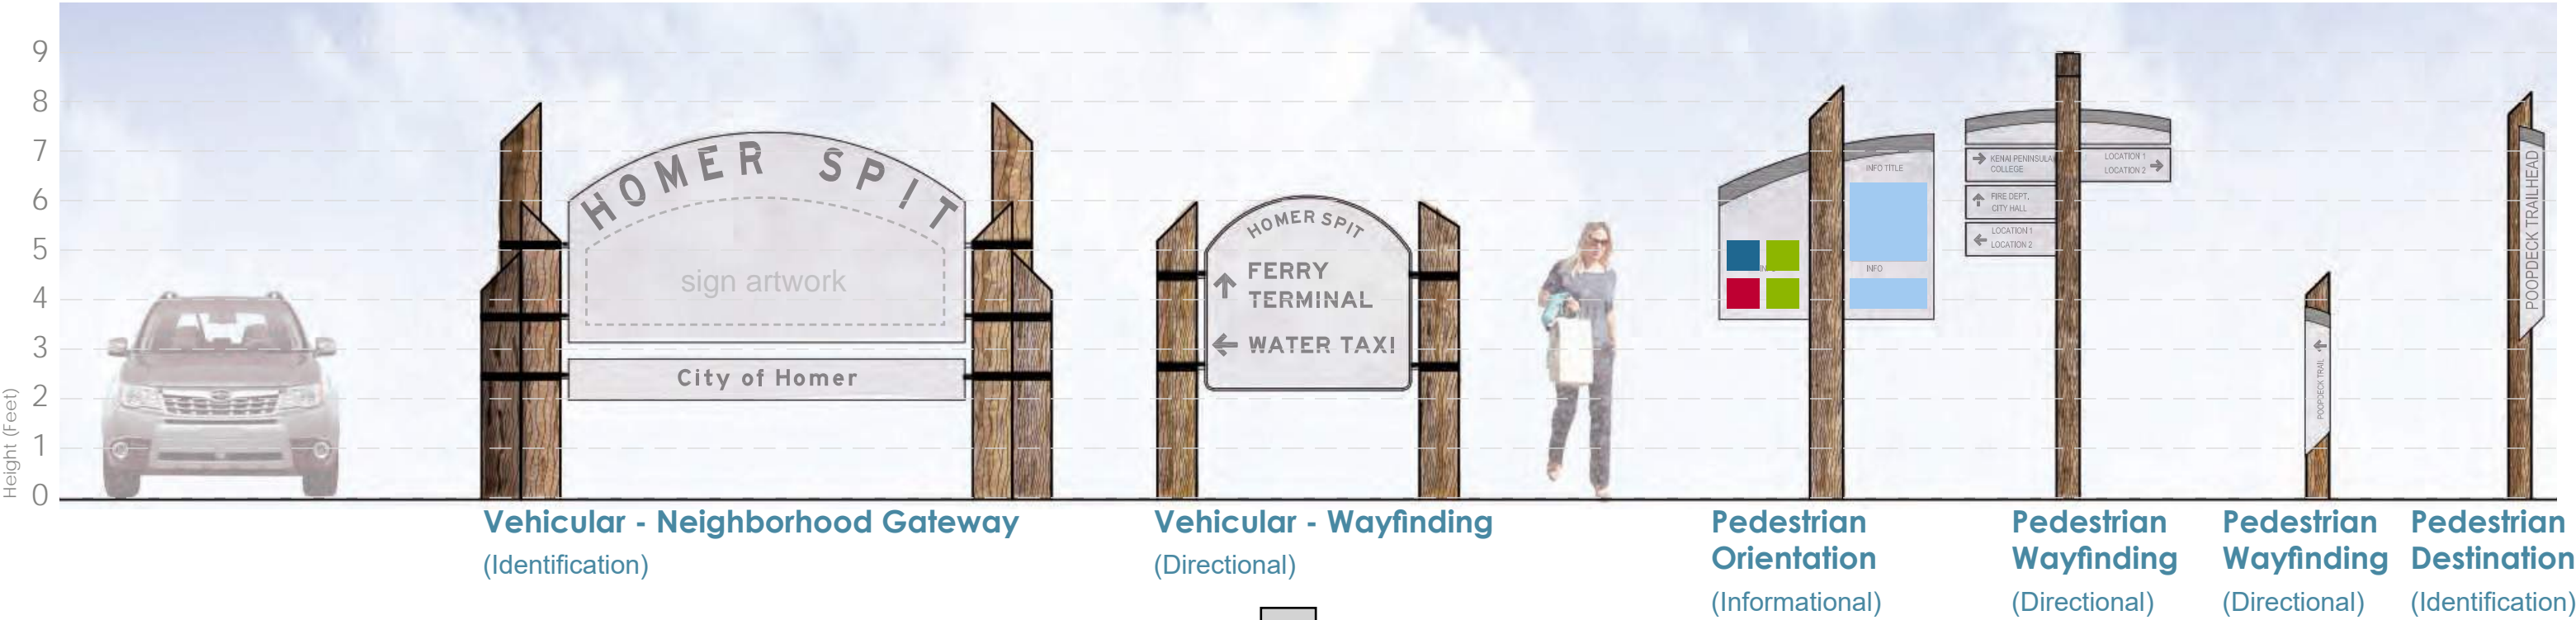 9
8
7
6
5
4
3
2
1
0
Height (Feet)
HOMER SPIT
sign artwork
City of Homer
HOMER SPIT
FERRY
TERMINAL
WATER TAXI
INFO TITLE
INFO
KENAI PENINSULA
COLLEGE
LOCATION 1
LOCATION 2
FIRE DEPT,
CITY HALL
LOCATION 1
LOCATION 2
POOPDECK TRAIL
POOPDECK TRAILHEAD
Vehicular - Neighborhood Gateway
(Identification)
Vehicular - Wayfinding
(Directional)
Pedestrian
Orientation
(Informational)
Pedestrian
Wayfinding
(Directional)
Pedestrian
Wayfinding
(Directional)
Pedestrian
Destination
(Identification)